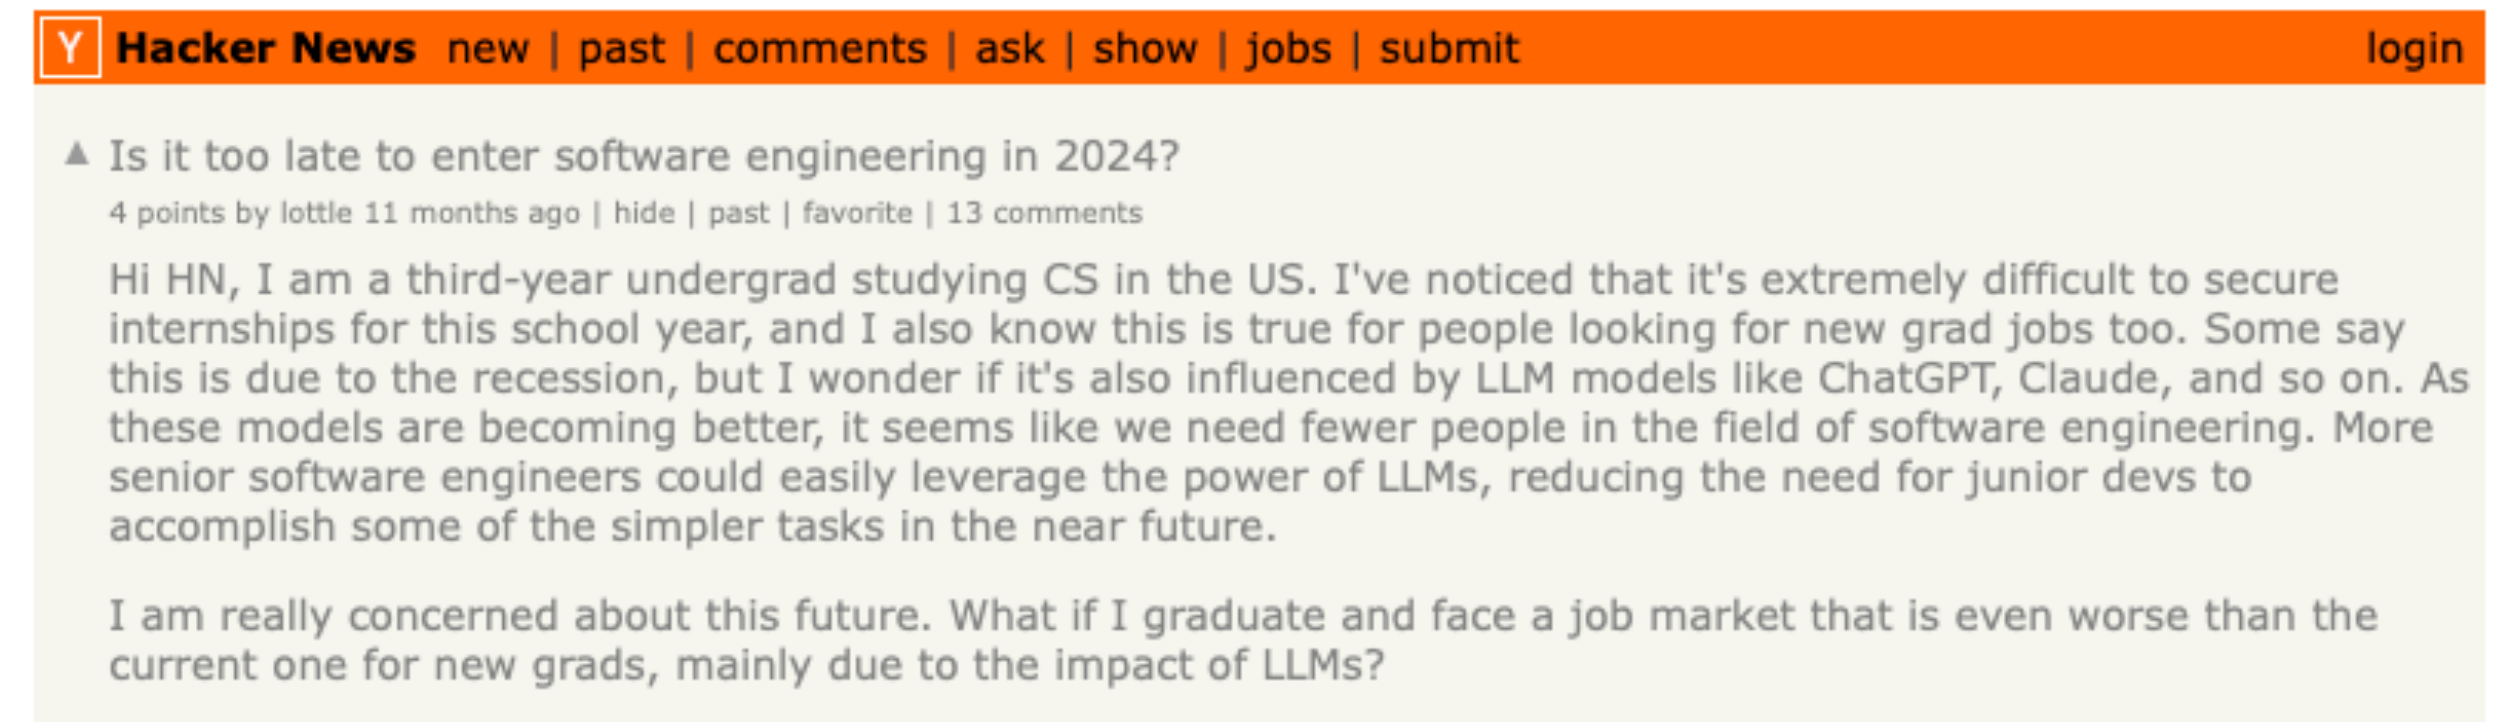 Y Hacker News new | past | comments | ask | show | jobs | submit login
▲ Is it too late to enter software engineering in 2024?
4 points by lottle 11 months ago | hide | past | favorite | 13 comments
Hi HN, I am a third-year undergrad studying CS in the US. I've noticed that it's extremely difficult to secure
internships for this school year, and I also know this is true for people looking for new grad jobs too. Some say
this is due to the recession, but I wonder if it's also influenced by LLM models like ChatGPT, Claude, and so on. As
these models are becoming better, it seems like we need fewer people in the field of software engineering. More
senior software engineers could easily leverage the power of LLMs, reducing the need for junior devs to
accomplish some of the simpler tasks in the near future.
I am really concerned about this future. What if I graduate and face a job market that is even worse than the
current one for new grads, mainly due to the impact of LLMs?